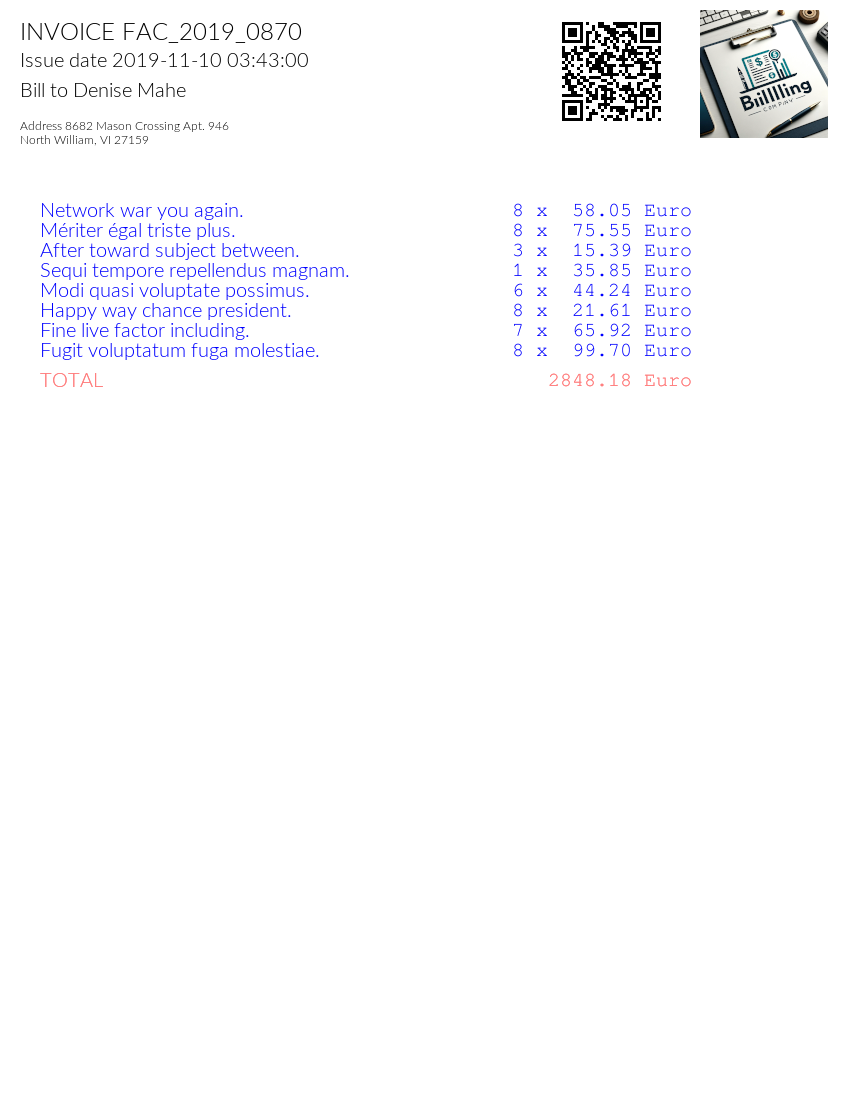 INVOICE FAC_2019_0870
Issue date 2019-11-10 03:43:00
Bill to Denise Mahe
Address 8682 Mason Crossing Apt. 946
North William, VI 27159
Biilllling
COMPANY
Network war you again. 8 x 58.05 Euro
Mériter égal triste plus. 8 x 75.55 Euro
After toward subject between. 3 x 15.39 Euro
Sequi tempore repellendus magnam. 1 x 35.85 Euro
Modi quasi voluptate possimus. 6 x 44.24 Euro
Happy way chance president. 8 x 21.61 Euro
Fine live factor including. 7 x 65.92 Euro
Fugit voluptatum fuga molestiae. 8 x 99.70 Euro
TOTAL 2848.18 Euro